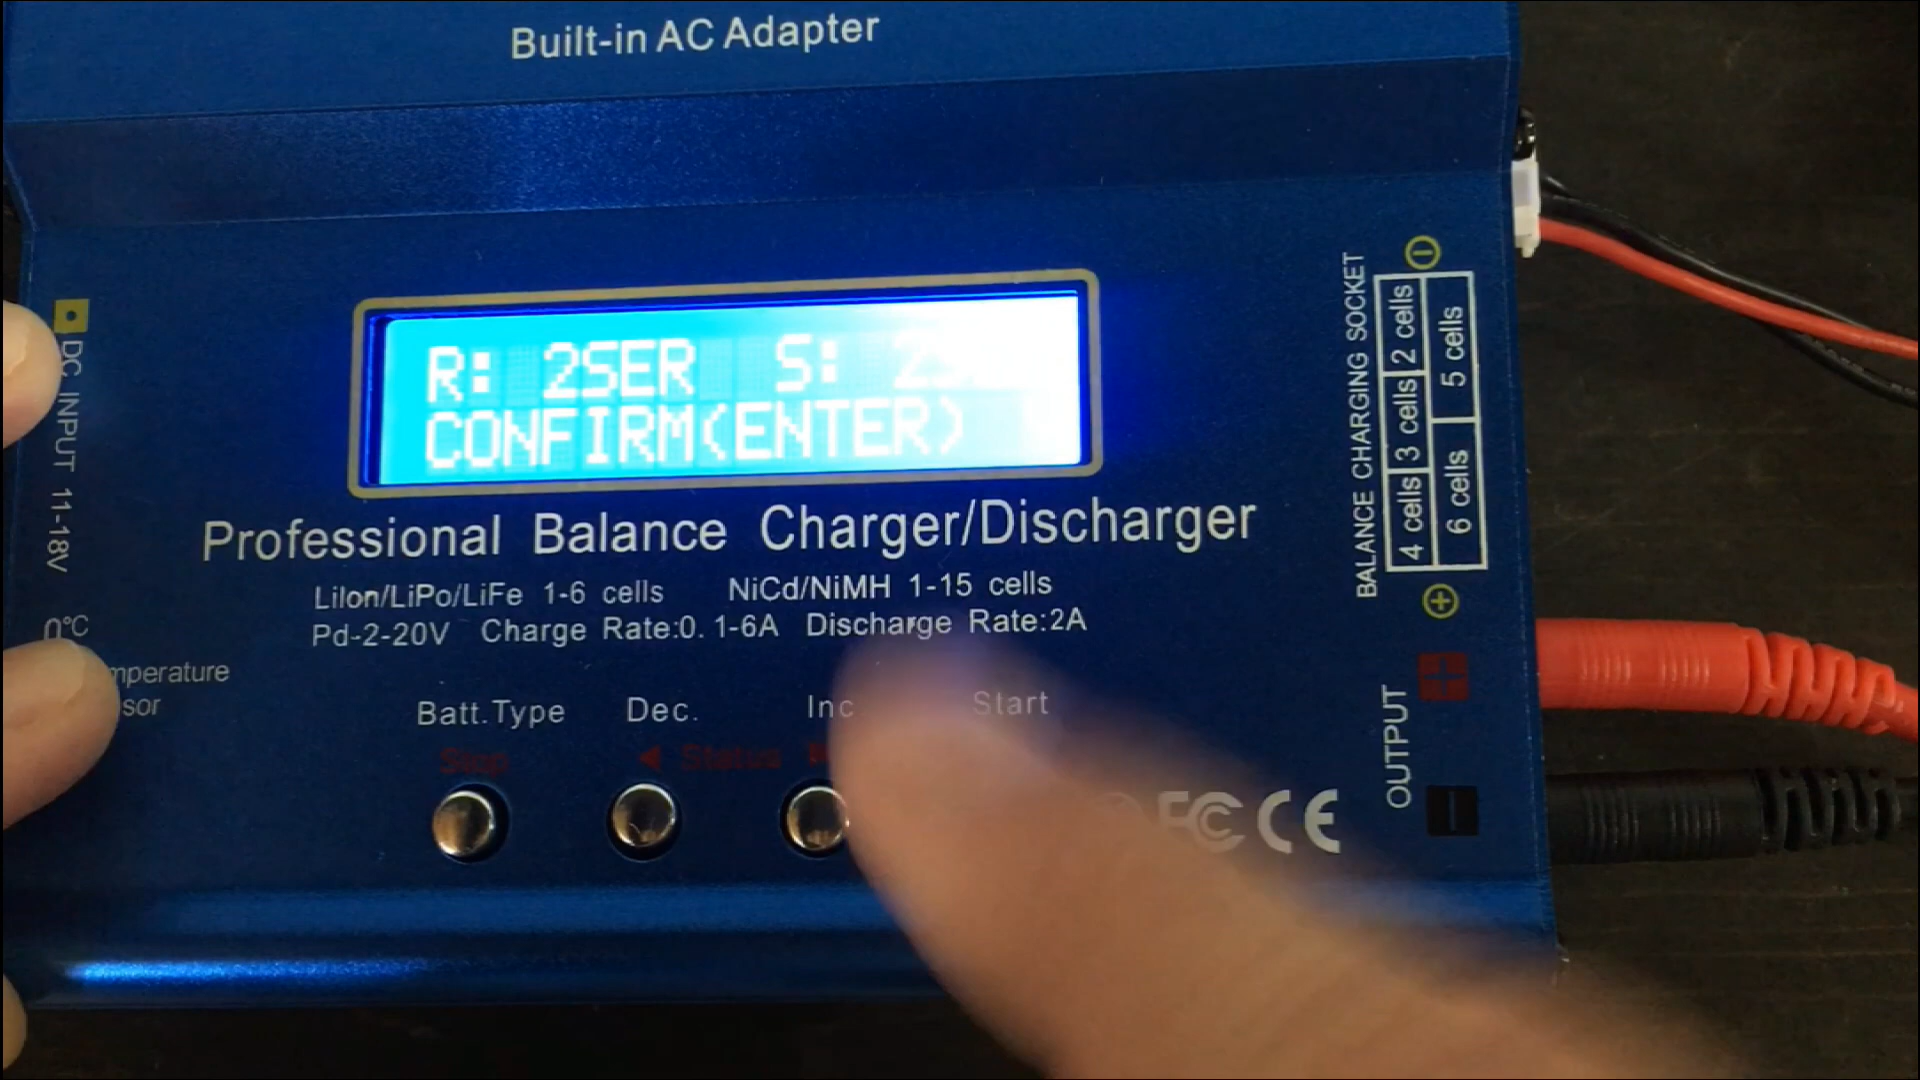 Built-in AC Adapter
R: 2SER S:
CONFIRM(ENTER)
Professional Balance Charger/Discharger
LiIon/LiPo/LiFe 1-6 cells NiCd/NiMH 1-15 cells
Pd-2-20V Charge Rate:0.1-6A Discharge Rate:2A
DC INPUT 11-18V
0°C
Batt.Type Dec. Inc Start
Stop ◀ Status
FC CE
BALANCE CHARGING SOCKET
4 cells 3 cells 2 cells
6 cells 5 cells
OUTPUT